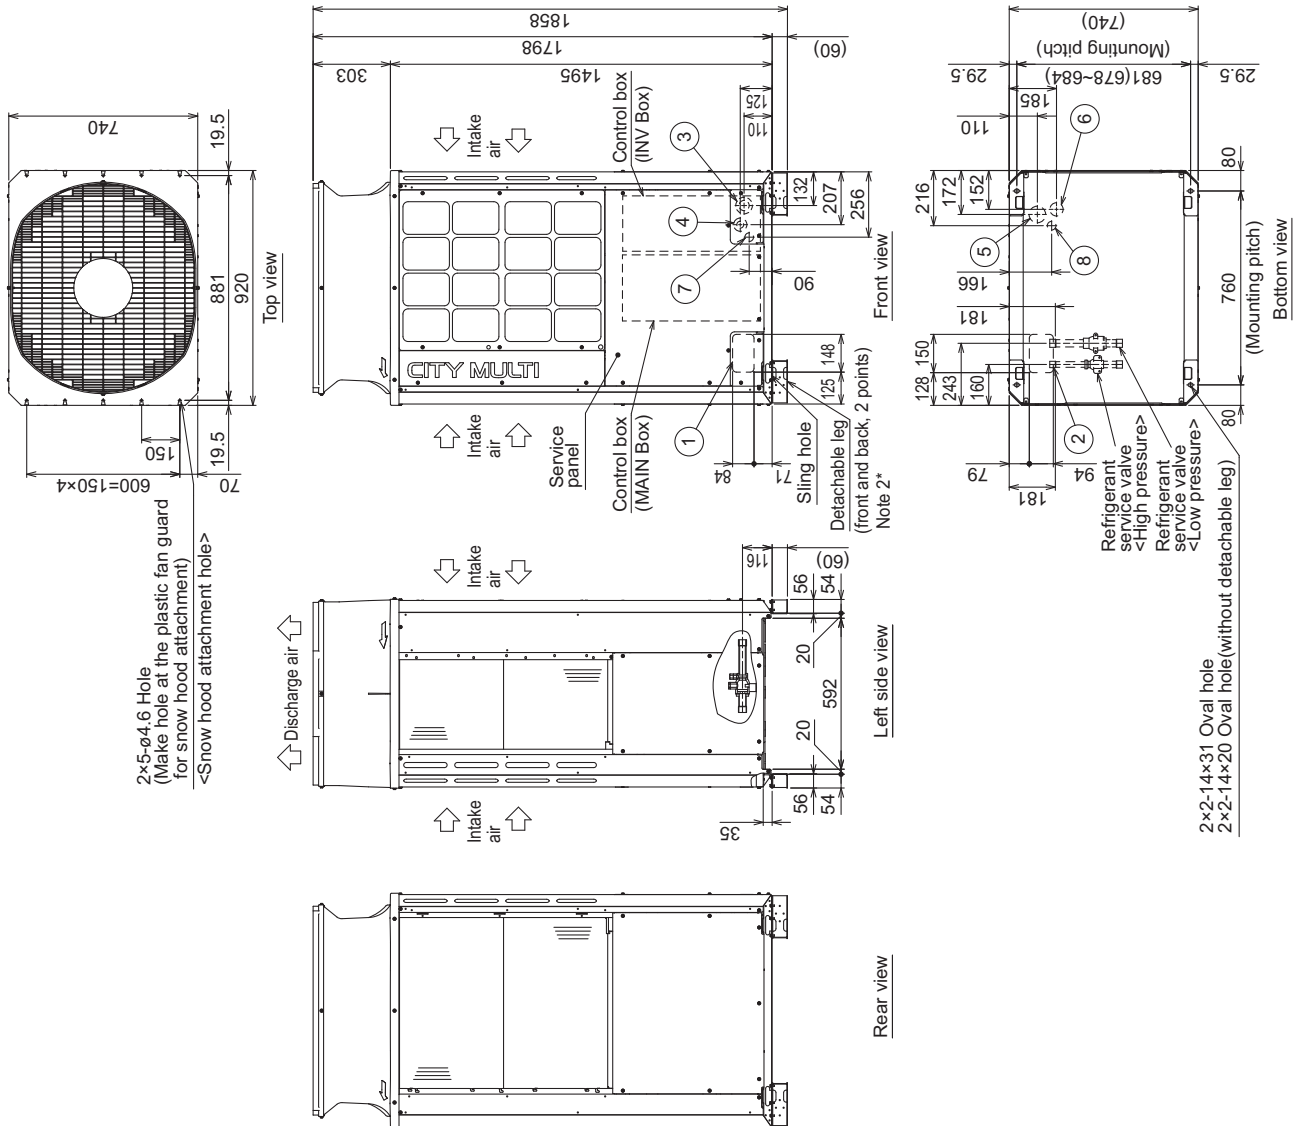 2×5-ø4.6 Hole
(Make hole at the plastic fan guard
for snow hood attachment)
<Snow hood attachment hole>
600=150×4
150
70
19.5
881
920
19.5
740
Top view
1858
1798
(60)
303
1495
125
110
Intake
air
Intake
air
Control box
(INV Box)
3
4
7
132
207
256
90
CITY MULTI
Service
panel
Control box
(MAIN Box)
1
84
71
125
148
Sling hole
Detachable leg
(front and back, 2 points)
Note 2*
Front view
Discharge air
Intake
air
Intake
air
116
(60)
56
54
20
592
20
56
54
35
Left side view
Rear view
(740)
(Mounting pitch)
681(678~684)
29.5
29.5
185
110
6
5
8
216
172
152
80
166
181
760
(Mounting pitch)
150
128
243
160
80
2
79
94
181
Refrigerant
service valve
<High pressure>
Refrigerant
service valve
<Low pressure>
2×2-14×31 Oval hole
2×2-14×20 Oval hole(without detachable leg)
Bottom view